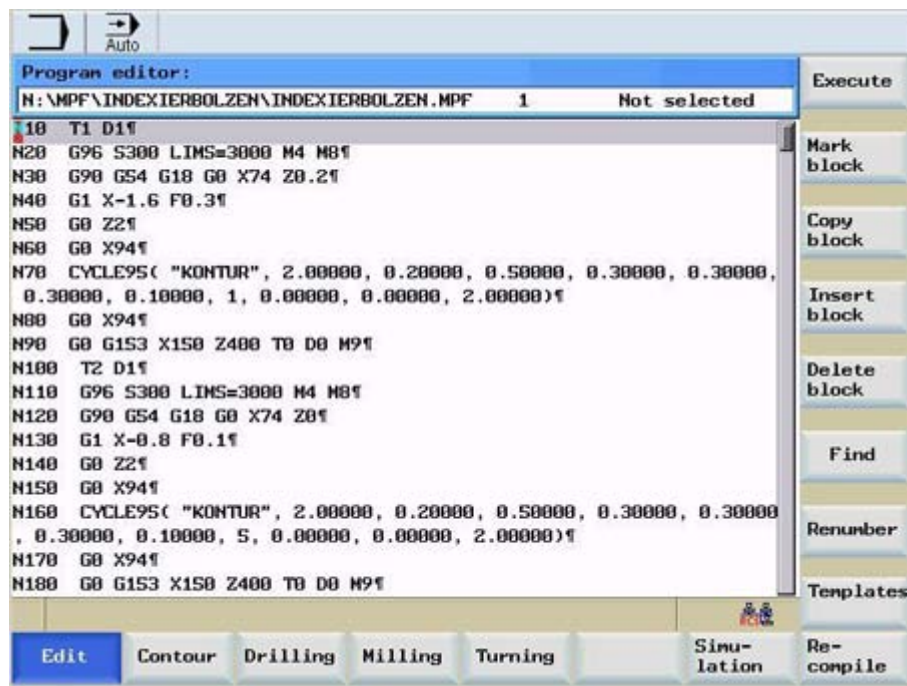 Auto
Program editor:
N:\MPF\INDEXIERBOLZEN\INDEXIERBOLZEN.MPF 1 Not selected
10 T1 D1¶
N20 G96 S300 LIMS=3000 M4 M8¶
N30 G90 G54 G18 G0 X74 Z0.2¶
N40 G1 X-1.6 F0.3¶
N50 G0 Z2¶
N60 G0 X94¶
N70 CYCLE95( "KONTUR", 2.00000, 0.20000, 0.50000, 0.30000, 0.30000,
0.30000, 0.10000, 1, 0.00000, 0.00000, 2.00000)¶
N80 G0 X94¶
N90 G0 G153 X150 Z400 T0 D0 M9¶
N100 T2 D1¶
N110 G96 S300 LIMS=3000 M4 M8¶
N120 G90 G54 G18 G0 X74 Z0¶
N130 G1 X-0.8 F0.1¶
N140 G0 Z2¶
N150 G0 X94¶
N160 CYCLE95( "KONTUR", 2.00000, 0.20000, 0.50000, 0.30000, 0.30000
, 0.30000, 0.10000, 5, 0.00000, 0.00000, 2.00000)¶
N170 G0 X94¶
N180 G0 G153 X150 Z400 T0 D0 M9¶
Execute
Mark
block
Copy
block
Insert
block
Delete
block
Find
Renumber
Templates
Edit
Contour
Drilling
Milling
Turning
Simu-
lation
Re-
compile